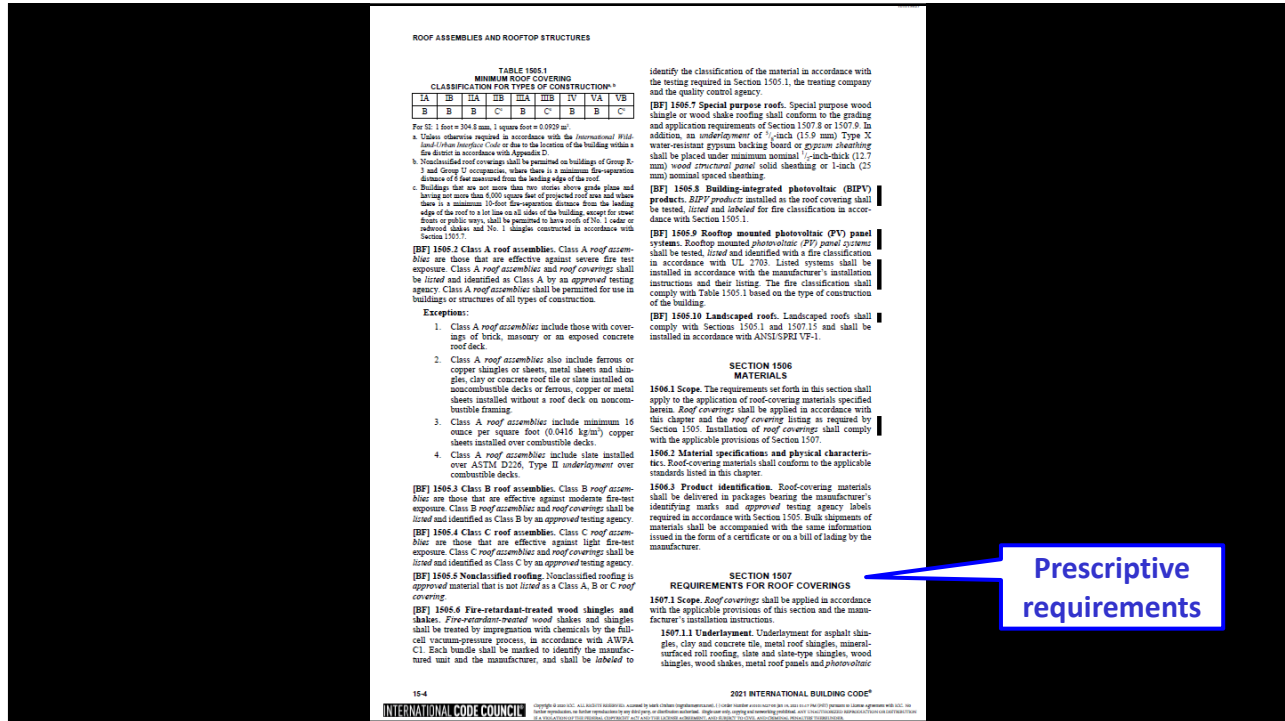 ROOF ASSEMBLIES AND ROOFTOP STRUCTURES
TABLE 1505.1
MINIMUM ROOF COVERING
CLASSIFICATION FOR TYPES OF CONSTRUCTIONa, b
IA IB IIA IIB IIIA IIIB IV VA VB
B B B Cc B Cc B B Cc
For SI: 1 foot = 304.8 mm, 1 square foot = 0.0929 m2.
a. Unless otherwise required in accordance with the International Wild-
land-Urban Interface Code or due to the location of the building within a
fire district in accordance with Appendix D.
b. Nonclassified roof coverings shall be permitted on buildings of Group R-
3 and Group U occupancies, where there is a minimum fire-separation
distance of 6 feet measured from the leading edge of the roof.
c. Buildings that are not more than two stories above grade plane and
having not more than 6,000 square feet of projected roof area and where
there is a minimum 10-foot fire-separation distance from the leading
edge of the roof to a lot line on all sides of the building, except for street
fronts or public ways, shall be permitted to have roofs of No. 1 cedar or
redwood shakes and No. 1 shingles constructed in accordance with
Section 1505.7.
[BF] 1505.2 Class A roof assemblies. Class A roof assem-
blies are those that are effective against severe fire test
exposure. Class A roof assemblies and roof coverings shall
be listed and identified as Class A by an approved testing
agency. Class A roof assemblies shall be permitted for use in
buildings or structures of all types of construction.
Exceptions:
1. Class A roof assemblies include those with cover-
ings of brick, masonry or an exposed concrete
roof deck.
2. Class A roof assemblies also include ferrous or
copper shingles or sheets, metal sheets and shin-
gles, clay or concrete roof tile or slate installed on
noncombustible decks or ferrous, copper or metal
sheets installed without a roof deck on noncom-
bustible framing.
3. Class A roof assemblies include minimum 16
ounce per square foot (0.0416 kg/m2) copper
sheets installed over combustible decks.
4. Class A roof assemblies include slate installed
over ASTM D226, Type II underlayment over
combustible decks.
[BF] 1505.3 Class B roof assemblies. Class B roof assem-
blies are those that are effective against moderate fire-test
exposure. Class B roof assemblies and roof coverings shall be
listed and identified as Class B by an approved testing agency.
[BF] 1505.4 Class C roof assemblies. Class C roof assem-
blies are those that are effective against light fire-test
exposure. Class C roof assemblies and roof coverings shall be
listed and identified as Class C by an approved testing agency.
[BF] 1505.5 Nonclassified roofing. Nonclassified roofing is
approved material that is not listed as a Class A, B or C roof
covering.
[BF] 1505.6 Fire-retardant-treated wood shingles and
shakes. Fire-retardant-treated wood shakes and shingles
shall be treated by impregnation with chemicals by the full-
cell vacuum-pressure process, in accordance with AWPA
C1. Each bundle shall be marked to identify the manufac-
tured unit and the manufacturer, and shall be labeled to
identify the classification of the material in accordance with
the testing required in Section 1505.1, the treating company
and the quality control agency.
[BF] 1505.7 Special purpose roofs. Special purpose wood
shingle or wood shake roofing shall conform to the grading
and application requirements of Section 1507.8 or 1507.9. In
addition, an underlayment of 5/8-inch (15.9 mm) Type X
water-resistant gypsum backing board or gypsum sheathing
shall be placed under minimum nominal 1/2-inch-thick (12.7
mm) wood structural panel solid sheathing or 1-inch (25
mm) nominal spaced sheathing.
[BF] 1505.8 Building-integrated photovoltaic (BIPV)
products. BIPV products installed as the roof covering shall
be tested, listed and labeled for fire classification in accor-
dance with Section 1505.1.
[BF] 1505.9 Rooftop mounted photovoltaic (PV) panel
systems. Rooftop mounted photovoltaic (PV) panel systems
shall be tested, listed and identified with a fire classification
in accordance with UL 2703. Listed systems shall be
installed in accordance with the manufacturer's installation
instructions and their listing. The fire classification shall
comply with Table 1505.1 based on the type of construction
of the building.
[BF] 1505.10 Landscaped roofs. Landscaped roofs shall
comply with Sections 1505.1 and 1507.15 and shall be
installed in accordance with ANSI/SPRI VF-1.
SECTION 1506
MATERIALS
1506.1 Scope. The requirements set forth in this section shall
apply to the application of roof-covering materials specified
herein. Roof coverings shall be applied in accordance with
this chapter and the roof covering listing as required by
Section 1505. Installation of roof coverings shall comply
with the applicable provisions of Section 1507.
1506.2 Material specifications and physical characteris-
tics. Roof-covering materials shall conform to the applicable
standards listed in this chapter.
1506.3 Product identification. Roof-covering materials
shall be delivered in packages bearing the manufacturer's
identifying marks and approved testing agency labels
required in accordance with Section 1505. Bulk shipments of
materials shall be accompanied with the same information
issued in the form of a certificate or on a bill of lading by the
manufacturer.
SECTION 1507
REQUIREMENTS FOR ROOF COVERINGS
1507.1 Scope. Roof coverings shall be applied in accordance
with the applicable provisions of this section and the manu-
facturer's installation instructions.
1507.1.1 Underlayment. Underlayment for asphalt shin-
gles, clay and concrete tile, metal roof shingles, mineral-
surfaced roll roofing, slate and slate-type shingles, wood
shingles, wood shakes, metal roof panels and photovoltaic
Prescriptive
requirements
15-4
2021 INTERNATIONAL BUILDING CODE®
INTERNATIONAL CODE COUNCIL®